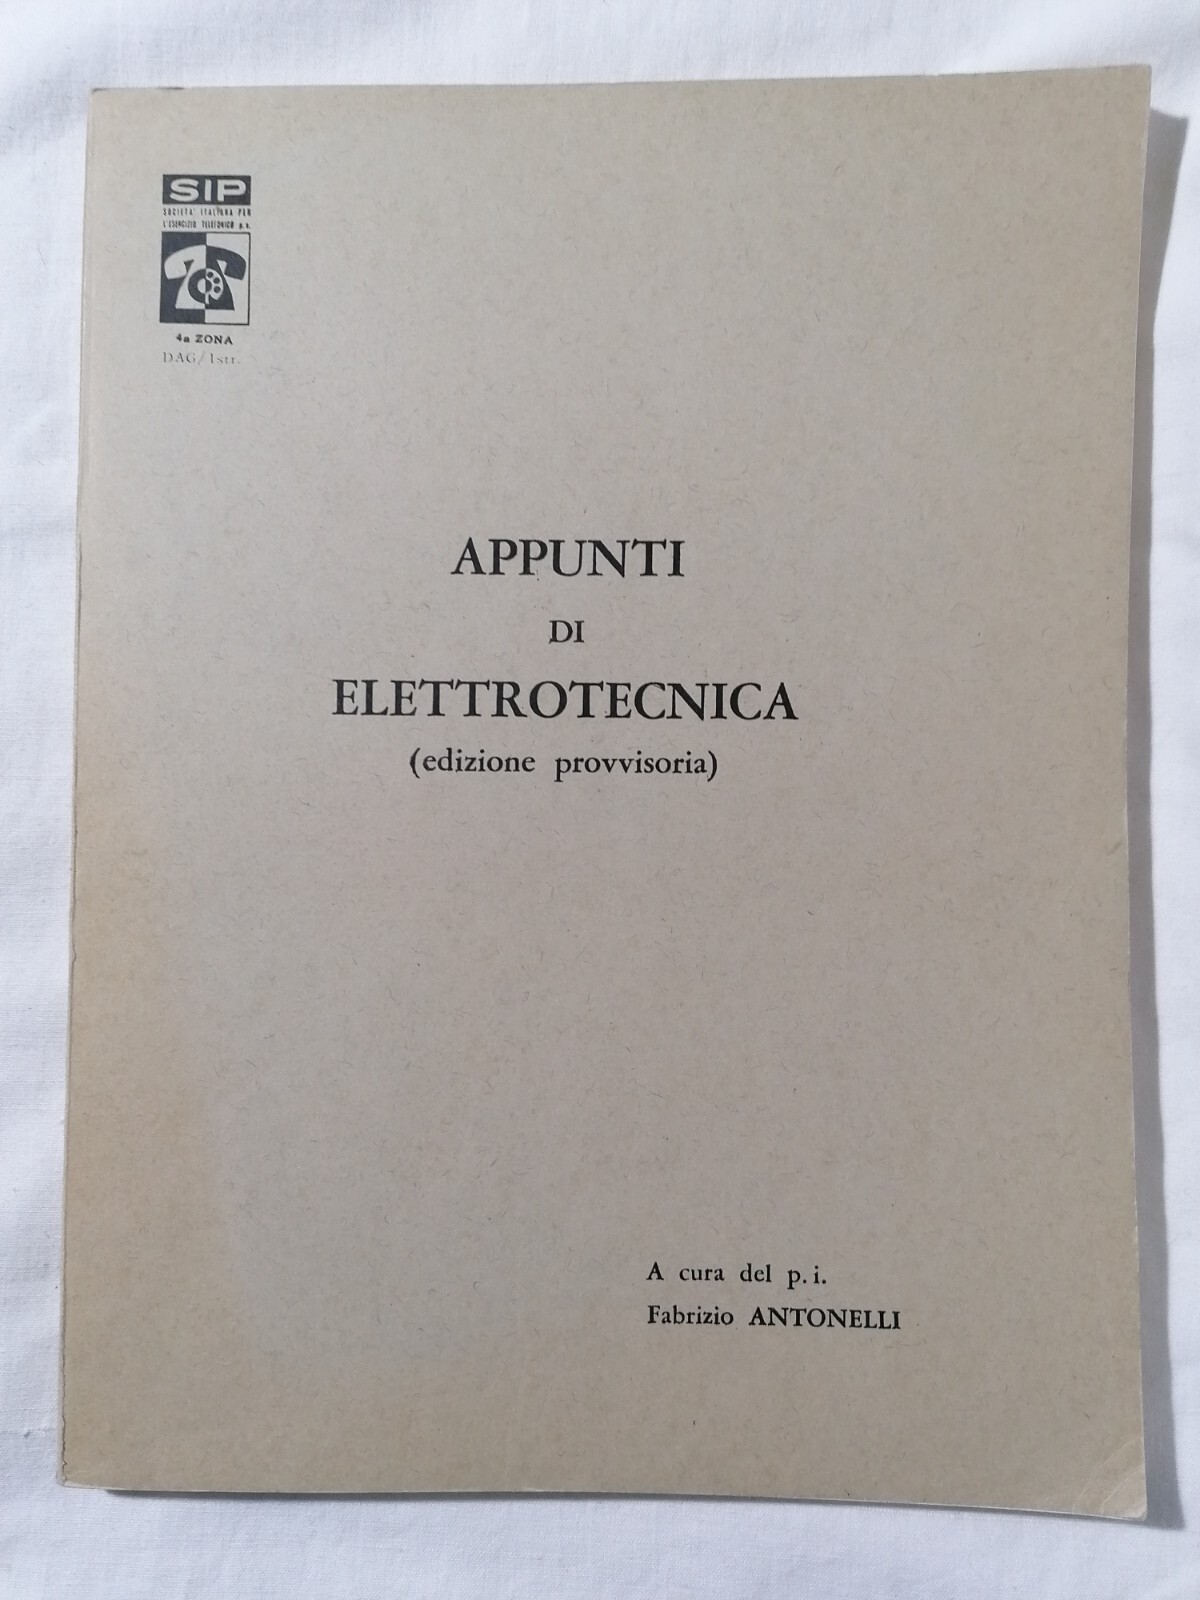 SIP
SOCIETA' ITALIANA PER
L'ESERCIZIO TELEFONICO p.a.
4a ZONA
DAG/Istr.
APPUNTI
DI
ELETTROTECNICA
(edizione provvisoria)
A cura del p.i.
Fabrizio ANTONELLI